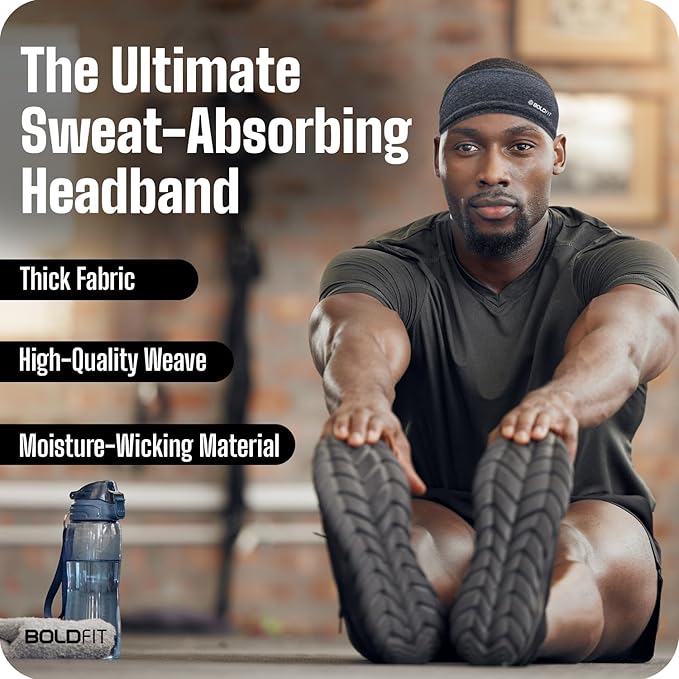 The Ultimate
Sweat-Absorbing
Headband
BOLDFIT
Thick Fabric
High-Quality Weave
Moisture-Wicking Material
BOLDFIT